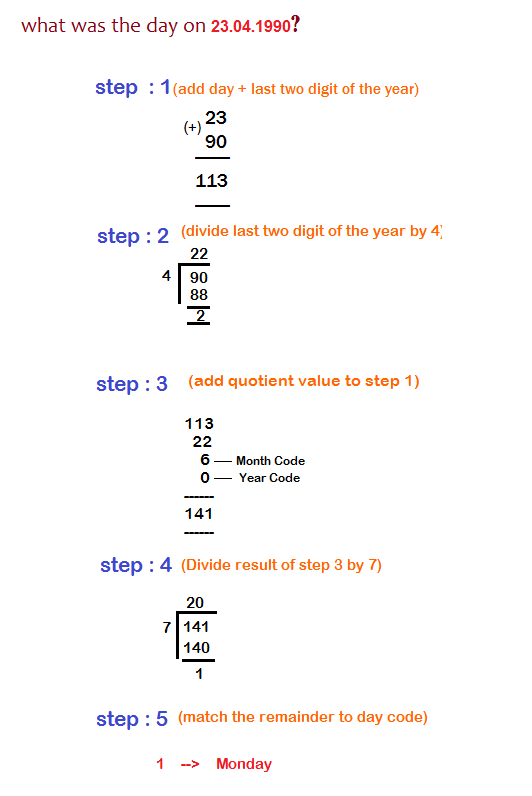 what was the day on 23.04.1990?
step : 1 (add day + last two digit of the year)
(+) 23
90
113
step : 2 (divide last two digit of the year by 4)
22
4 90
88
2
step : 3 (add quotient value to step 1)
113
22
6 — Month Code
0 — Year Code
------
141
------
step : 4 (Divide result of step 3 by 7)
20
7 141
140
1
step : 5 (match the remainder to day code)
1 --> Monday